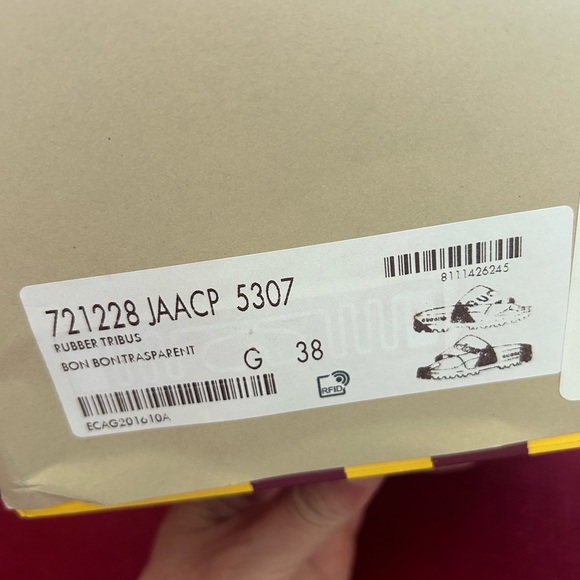 721228 JAACP 5307
8111426245
RUBBER TRIBUS
BON BON TRASPARENT
G 38
RFID
ECAG201610A